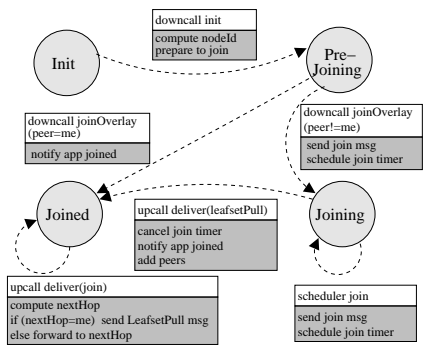 downcall init
compute nodeId
prepare to join
Init
Pre-
Joining
downcall joinOverlay
(peer=me)
notify app joined
downcall joinOverlay
(peer!=me)
send join msg
schedule join timer
Joined
upcall deliver(leafsetPull)
cancel join timer
notify app joined
add peers
Joining
upcall deliver(join)
compute nextHop
if (nextHop=me) send LeafsetPull msg
else forward to nextHop
scheduler join
send join msg
schedule join timer